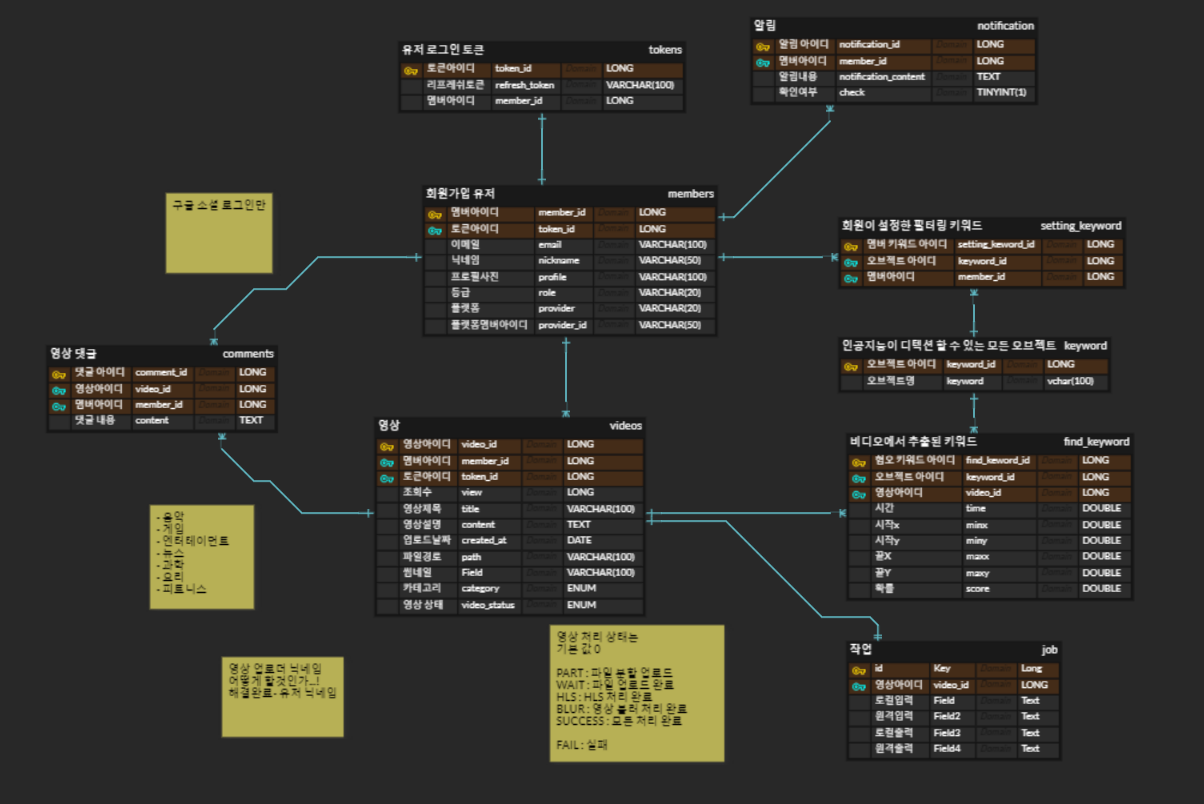 유저 로그인 토큰 tokens
토큰아이디 token_id Domain LONG
리프레쉬토큰 refresh_token Domain VARCHAR(100)
맴버아이디 member_id Domain LONG
알림 notification
알림 아이디 notification_id Domain LONG
맴버아이디 member_id Domain LONG
알림내용 notification_content Domain TEXT
확인여부 check Domain TINYINT(1)
구글 소셜 로그인만
회원가입 유저 members
맴버아이디 member_id Domain LONG
토큰아이디 token_id Domain LONG
이메일 email Domain VARCHAR(100)
닉네임 nickname Domain VARCHAR(50)
프로필사진 profile Domain VARCHAR(100)
등급 role Domain VARCHAR(20)
플랫폼 provider Domain VARCHAR(20)
플랫폼멤버아이디 provider_id Domain VARCHAR(50)
회원이 설정한 필터링 키워드 setting_keyword
멤버 키워드 아이디 setting_keword_id Domain LONG
오브젝트 아이디 keyword_id Domain LONG
맴버아이디 member_id Domain LONG
인공지능이 디텍션 할 수 있는 모든 오브젝트 keyword
오브젝트 아이디 keyword_id Domain LONG
오브젝트명 keyword Domain vchar(100)
영상 댓글 comments
댓글 아이디 comment_id Domain LONG
영상아이디 video_id Domain LONG
맴버아이디 member_id Domain LONG
댓글 내용 content Domain TEXT
영상 videos
영상아이디 video_id Domain LONG
맴버아이디 member_id Domain LONG
토큰아이디 token_id Domain LONG
조회수 view Domain LONG
영상제목 title Domain VARCHAR(100)
영상설명 content Domain TEXT
업로드날짜 created_at Domain DATE
파일경로 path Domain VARCHAR(100)
썸네일 Field Domain VARCHAR(100)
카테고리 category Domain ENUM
영상 상태 video_status Domain ENUM
비디오에서 추출된 키워드 find_keyword
혐오 키워드 아이디 find_keword_id Domain LONG
오브젝트 아이디 keyword_id Domain LONG
영상아이디 video_id Domain LONG
시간 time Domain DOUBLE
시작x minx Domain DOUBLE
시작y miny Domain DOUBLE
끝X maxx Domain DOUBLE
끝Y maxy Domain DOUBLE
확률 score Domain DOUBLE
- 음악
- 게임
- 엔터테이먼트
- 뉴스
- 과학
- 요리
- 피트니스
영상 업로더 닉네임
어떻게 할것인가...!
해결완료- 유저 닉네임
영상 처리 상태는
기본 값 0
PART : 파일 분할 업로드
WAIT : 파일 업로드 완료
HLS : HLS 처리 완료
BLUR : 영상 블러 처리 완료
SUCCESS : 모든 처리 완료
FAIL : 실패
작업 job
id Key Domain Long
영상아이디 video_id Domain LONG
로컬입력 Field Domain Text
원격입력 Field2 Domain Text
로컬출력 Field3 Domain Text
원격출력 Field4 Domain Text